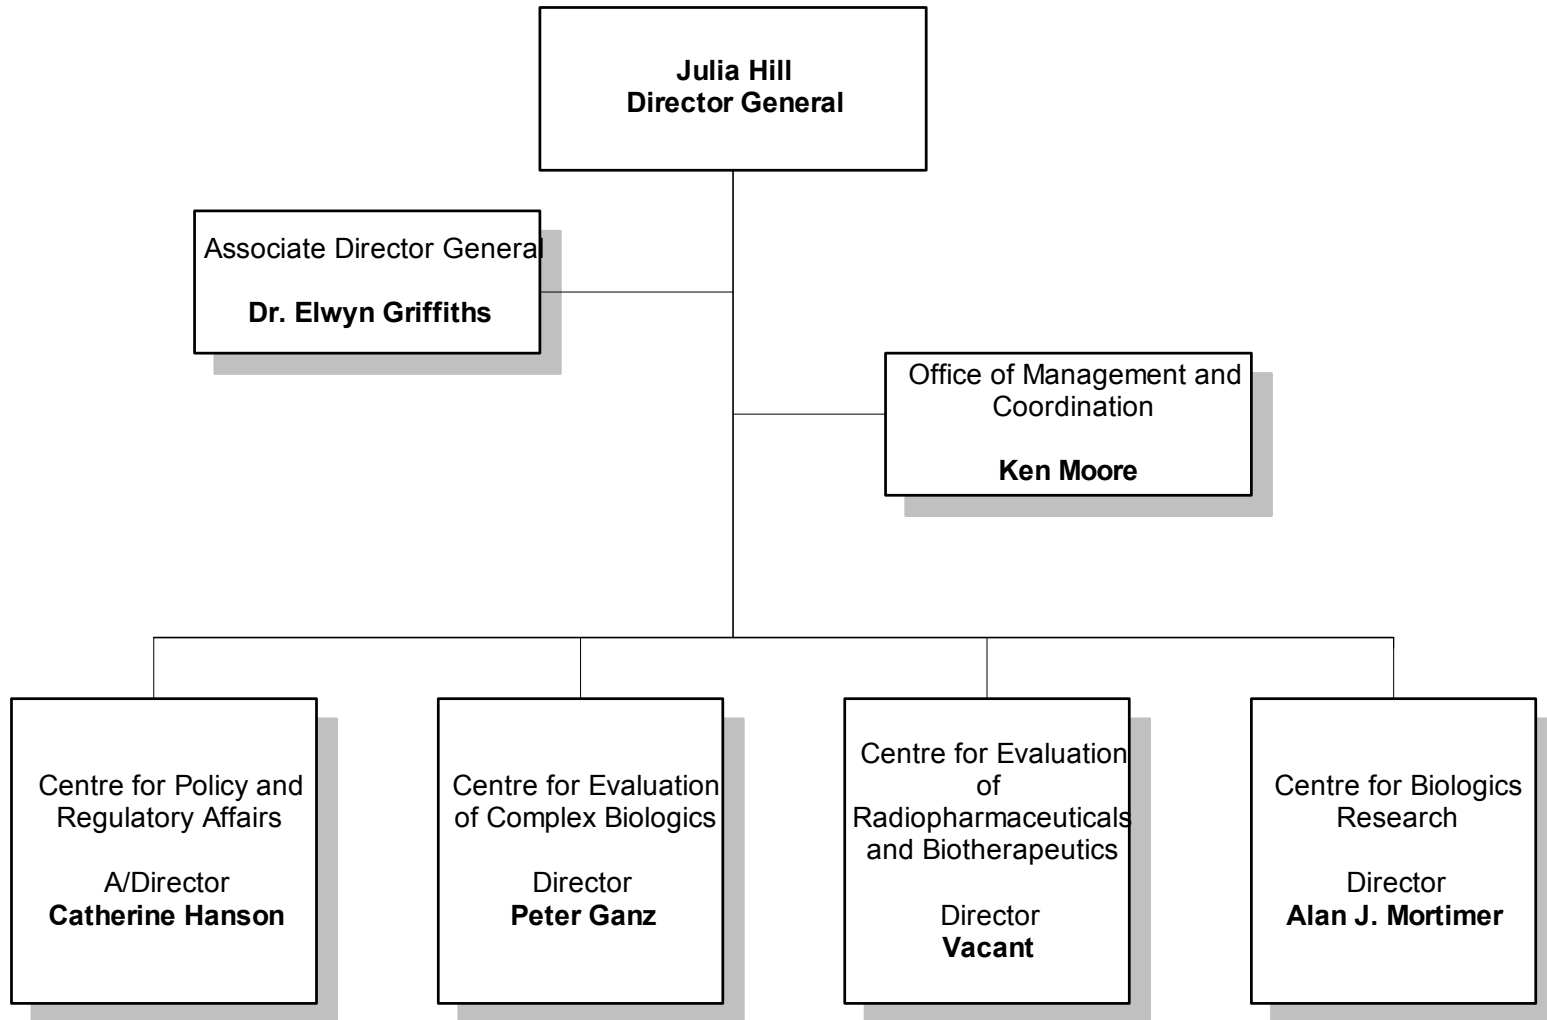 Julia Hill
Director General
Associate Director General
Dr. Elwyn Griffiths
Office of Management and
Coordination
Ken Moore
Centre for Policy and
Regulatory Affairs
A/Director
Catherine Hanson
Centre for Evaluation
of Complex Biologics
Director
Peter Ganz
Centre for Evaluation
of
Radiopharmaceuticals
and Biotherapeutics
Director
Vacant
Centre for Biologics
Research
Director
Alan J. Mortimer